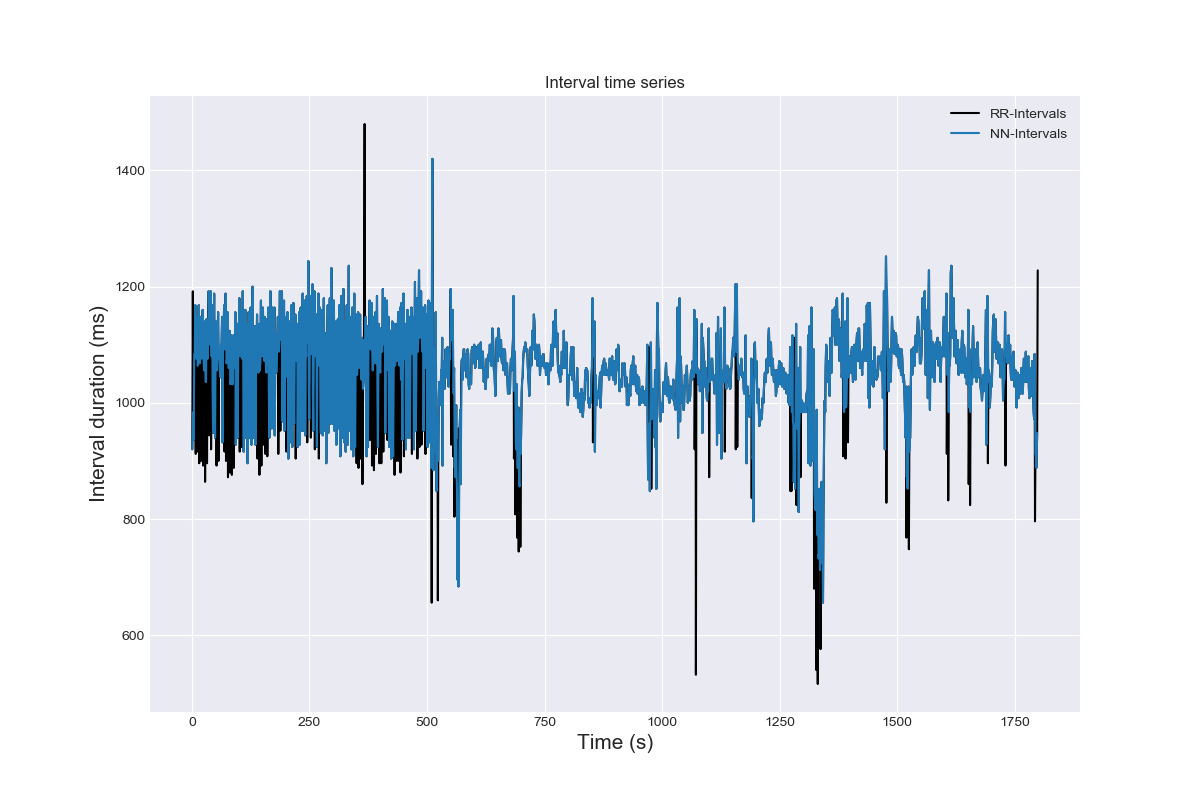 Interval time series
RR-Intervals
NN-Intervals
Interval duration (ms)
1400
1200
1000
800
600
0 250 500 750 1000 1250 1500 1750
Time (s)